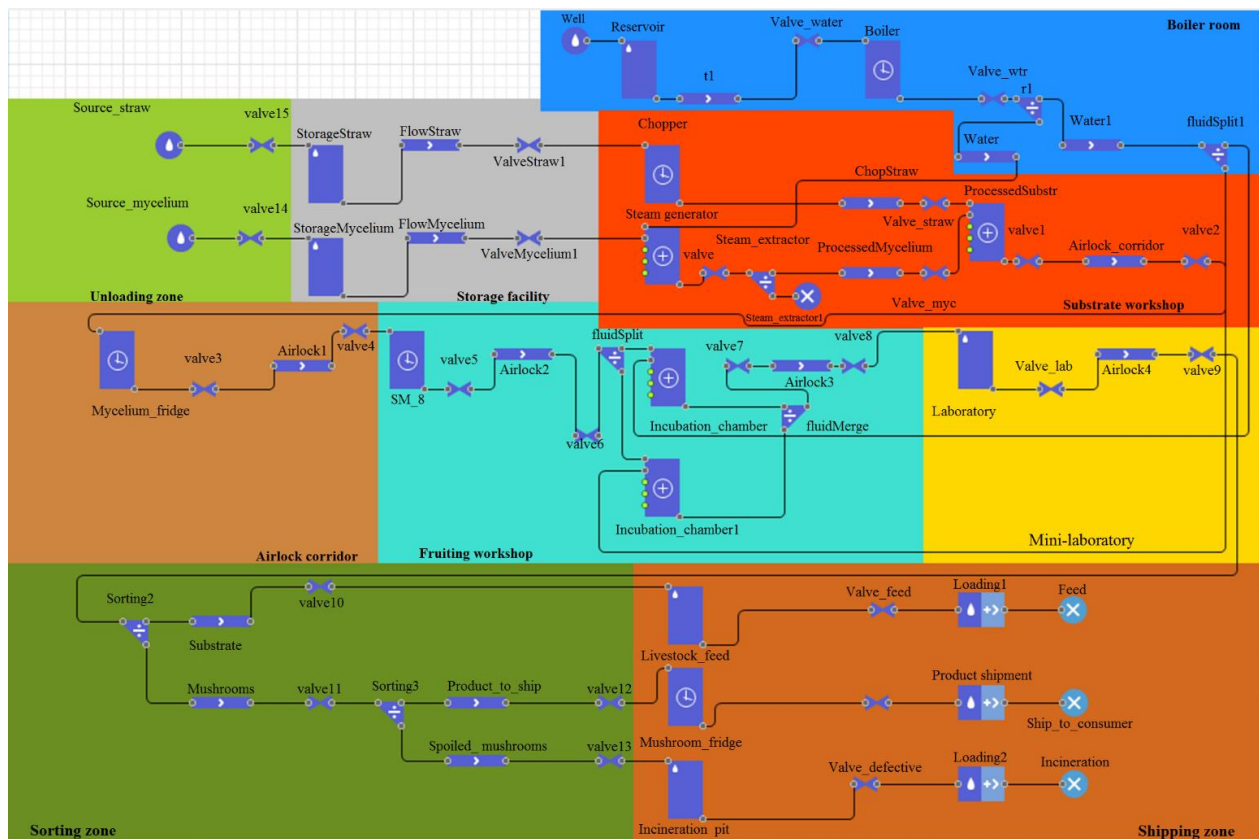 Well
Reservoir
Valve_water
Boiler
Boiler room
t1
Valve_wtr
r1
Water
Water1
fluidSplit1
Source_straw
valve15
StorageStraw
FlowStraw
ValveStraw1
Chopper
ChopStraw
ProcessedSubstr
Source_mycelium
valve14
StorageMycelium
FlowMycelium
ValveMycelium1
Steam generator
valve
Steam_extractor
ProcessedMycelium
Valve_straw
valve1
Airlock_corridor
valve2
Steam_extractor1
Valve_myc
Unloading zone
Storage facility
Substrate workshop
valve3
Airlock1
valve4
Mycelium_fridge
SM_8
valve5
Airlock2
valve6
fluidSplit
Incubation_chamber
valve7
Airlock3
valve8
fluidMerge
Incubation_chamber1
Laboratory
Valve_lab
Airlock4
valve9
Airlock corridor
Fruiting workshop
Mini-laboratory
Sorting2
Substrate
valve10
Livestock_feed
Valve_feed
Loading1
Feed
Mushrooms
valve11
Sorting3
Product_to_ship
valve12
Mushroom_fridge
Product shipment
Ship_to_consumer
Spoiled_mushrooms
valve13
Incineration_pit
Valve_defective
Loading2
Incineration
Sorting zone
Shipping zone